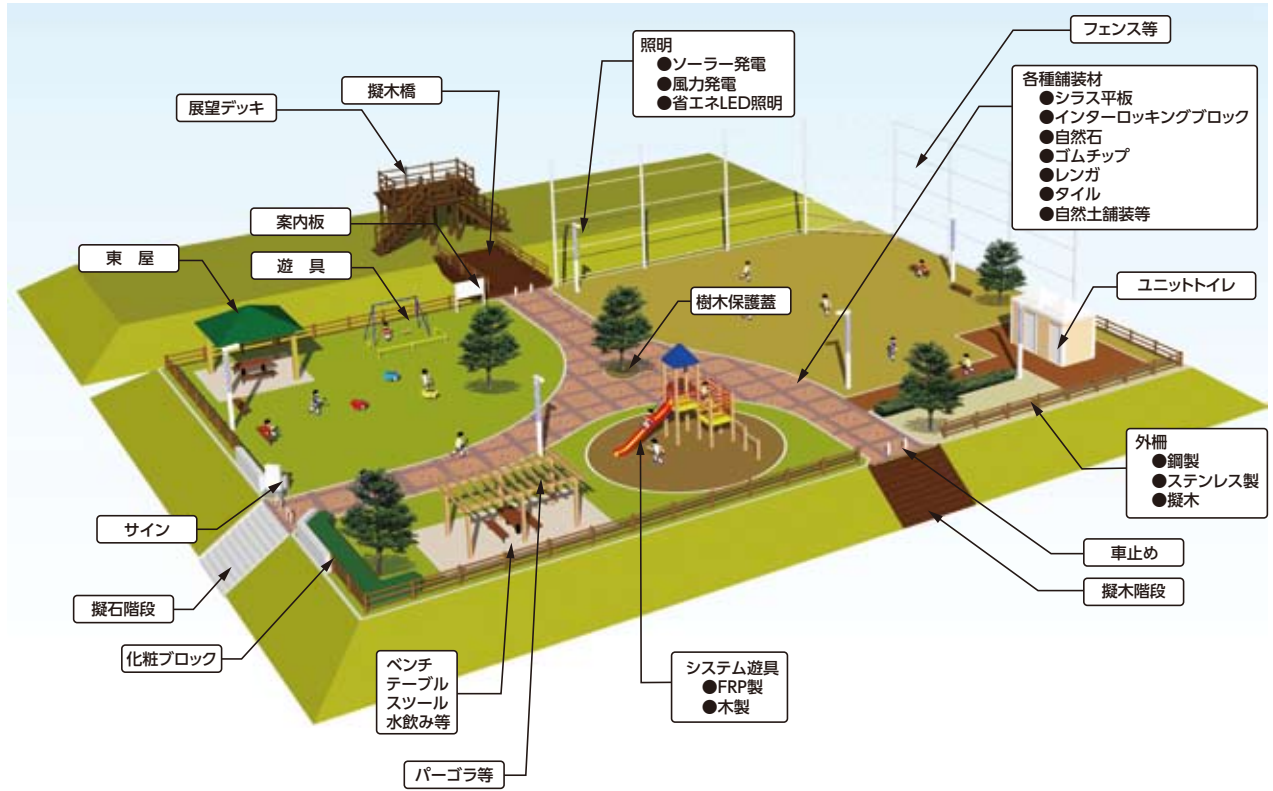 フェンス等
照明
●ソーラー発電
●風力発電
●省エネLED照明
各種舗装材
●シラス平板
●インターロッキングブロック
●自然石
●ゴムチップ
●レンガ
●タイル
●自然土舗装等
擬木橋
展望デッキ
案内板
東　屋
遊　具
樹木保護蓋
ユニットトイレ
外柵
●鋼製
●ステンレス製
●擬木
サイン
車止め
擬石階段
擬木階段
化粧ブロック
ベンチ
テーブル
スツール
水飲み等
システム遊具
●FRP製
●木製
パーゴラ等